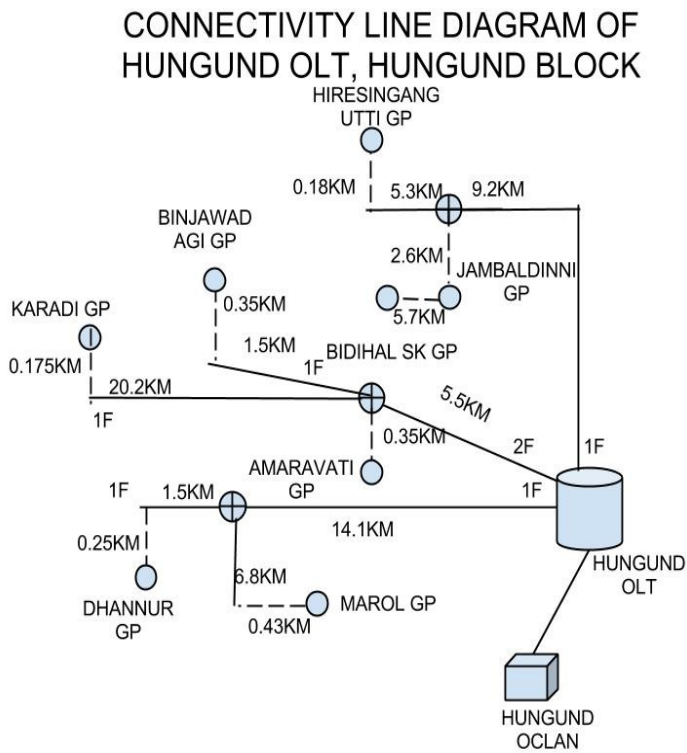 CONNECTIVITY LINE DIAGRAM OF
HUNGUND OLT, HUNGUND BLOCK
HIRESINGANG
UTTI GP
0.18KM
5.3KM
9.2KM
BINJAWAD
AGI GP
2.6KM
JAMBALDINNI
GP
0.35KM
5.7KM
KARADI GP
0.175KM
1.5KM
BIDIHAL SK GP
1F
20.2KM
1F
5.5KM
0.35KM
2F
1F
AMARAVATI
GP
1F
1F
1.5KM
14.1KM
0.25KM
HUNGUND
OLT
6.8KM
DHANNUR
GP
0.43KM
MAROL GP
HUNGUND
OCLAN